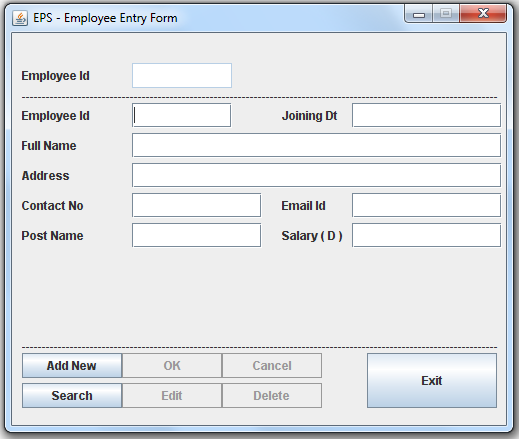 EPS - Employee Entry Form
Employee Id
Employee Id Joining Dt
Full Name
Address
Contact No Email Id
Post Name Salary ( D )
Add New OK Cancel
Exit
Search Edit Delete